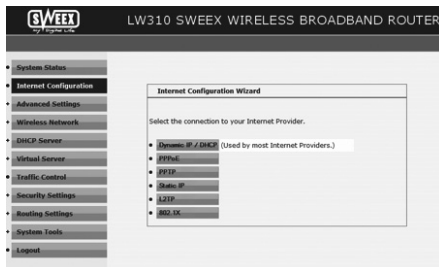 SWEEX
my Digital Life
LW310 SWEEX WIRELESS BROADBAND ROUTER
System Status
Internet Configuration
Advanced Settings
Wireless Network
DHCP Server
Virtual Server
Traffic Control
Security Settings
Routing Settings
System Tools
Logout
Internet Configuration Wizard
Select the connection to your Internet Provider.
Dynamic IP / DHCP (Used by most Internet Providers.)
PPPoE
PPTP
Static IP
L2TP
802.1X